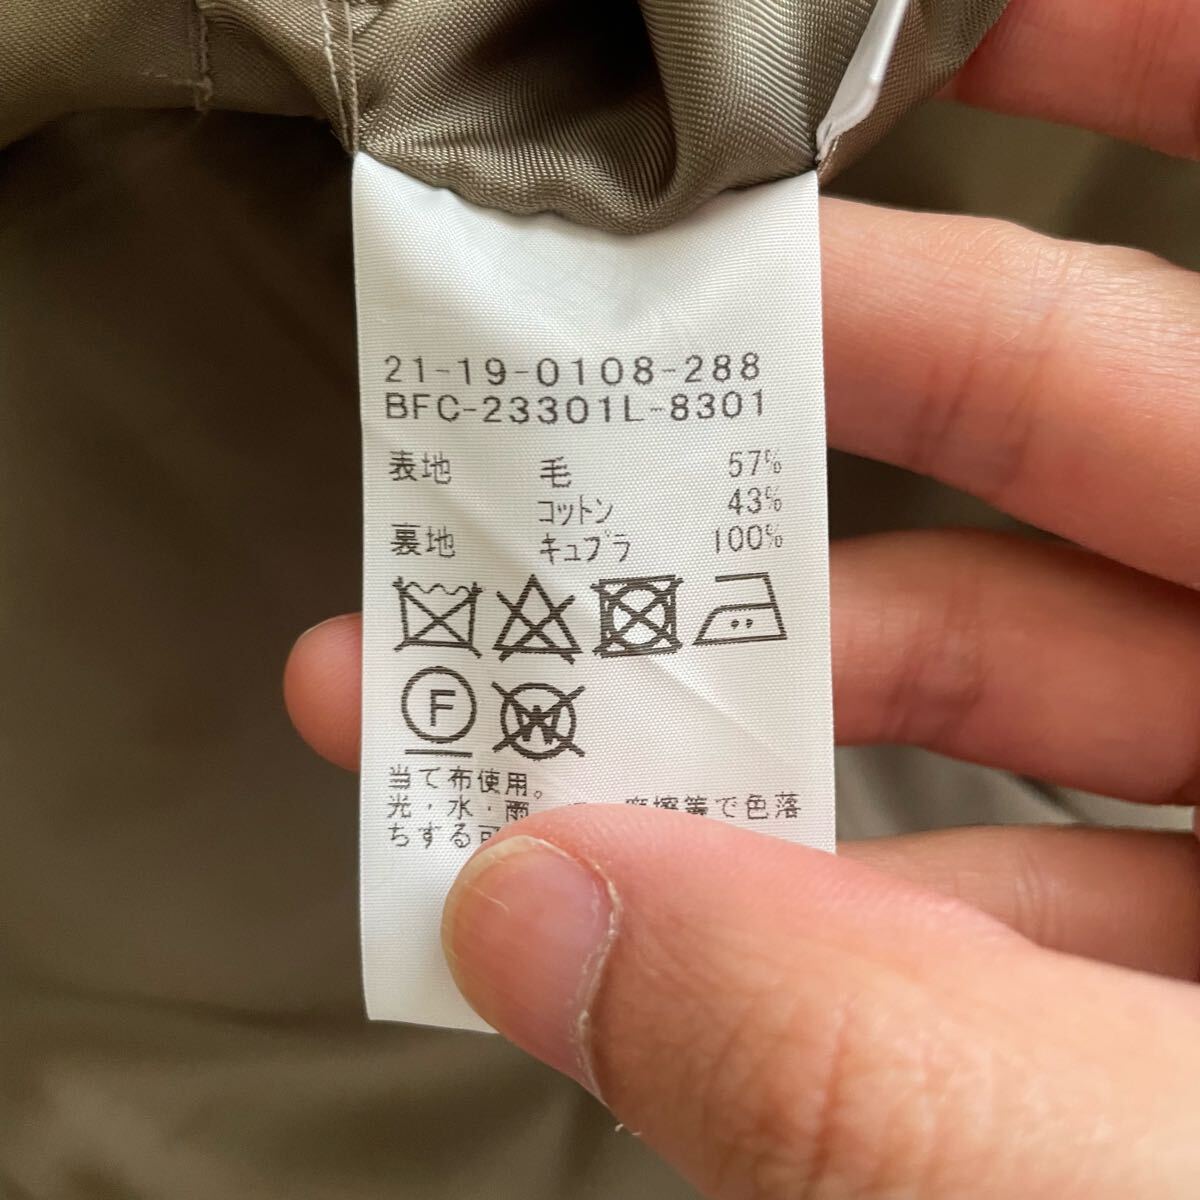 21-19-0108-288
BFC-23301L-8301
表地 毛 57%
コットン 43%
裏地 キュプラ 100%
F
W
当て布使用。
光・水・雨 摩擦等で色落
ちする可